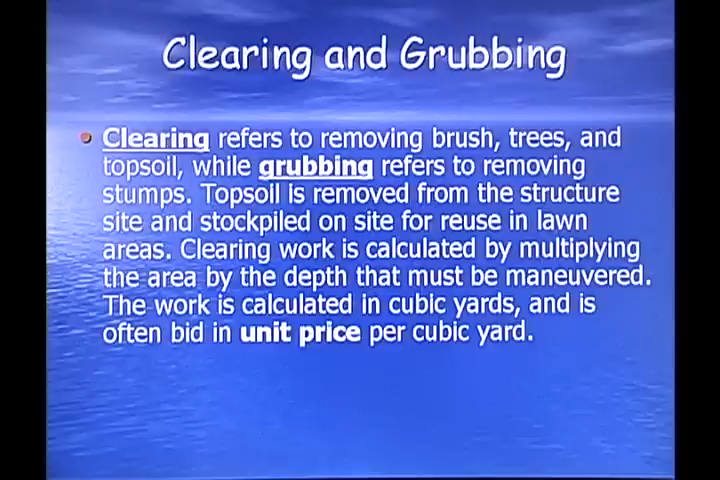 Clearing and Grubbing
Clearing refers to removing brush, trees, and
topsoil, while grubbing refers to removing
stumps. Topsoil is removed from the structure
site and stockpiled on site for reuse in lawn
areas. Clearing work is calculated by multiplying
the area by the depth that must be maneuvered.
The work is calculated in cubic yards, and is
often bid in unit price per cubic yard.